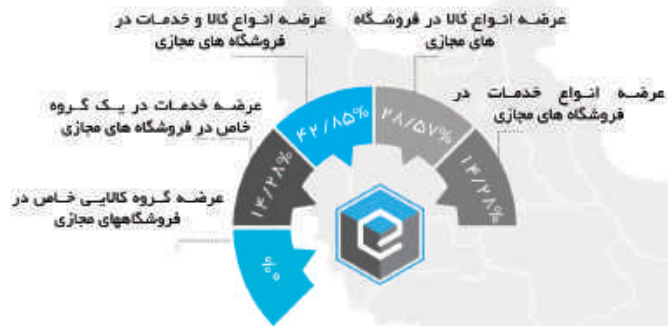 عرضه انواع کالا در فروشگاه
های مجازی
عرضه انواع کالا و خدمات در
فروشگاه های مجازی
عرضه انواع خدمات در
فروشگاه های مجازی
عرضه خدمات در یک گروه
خاص در فروشگاه های مجازی
عرضه گروه کالایی خاص در
فروشگاههای مجازی
۱۴/۲۸%
۲۸/۵۷%
۴۲/۸۵%
۱۴/۲۸%
۰%